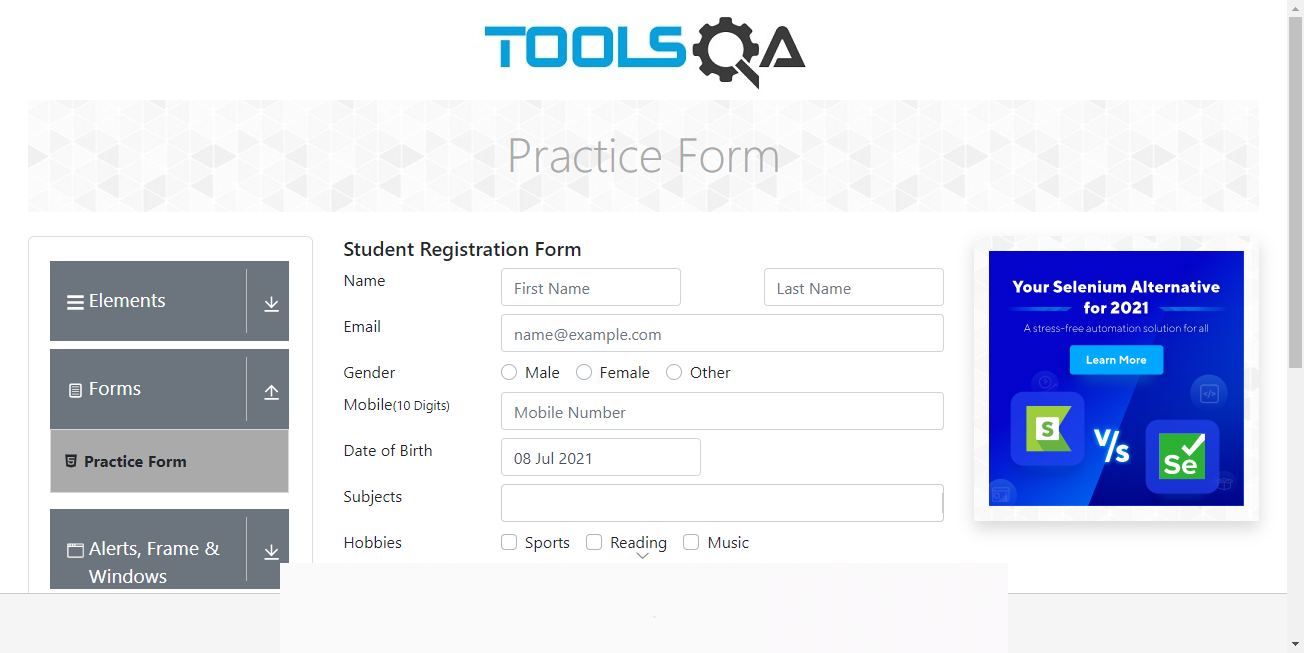 TOOLSQA
Practice Form
Elements
Forms
Practice Form
Alerts, Frame &
Windows
Student Registration Form
Name
First Name
Last Name
Email
name@example.com
Gender
Male
Female
Other
Mobile(10 Digits)
Mobile Number
Date of Birth
08 Jul 2021
Subjects
Hobbies
Sports
Reading
Music
Your Selenium Alternative
for 2021
A stress-free automation solution for all
Learn More
S
V/s
Se